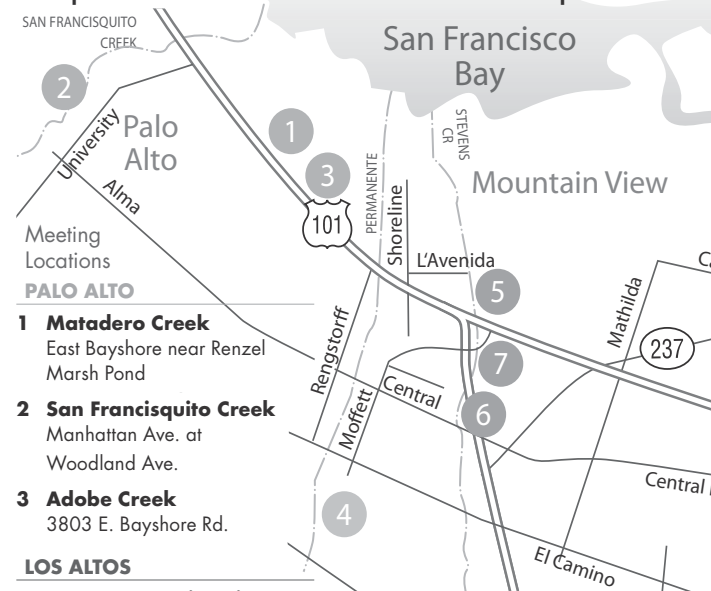 SAN FRANCISQUITO
CREEK
San Francisco
Bay
2
University
Palo
Alto
1
STEVENS
CR
3
PERMANENTE
Mountain View
Alma
101
Shoreline
L'Avenida
Meeting
Locations
PALO ALTO
1 Matadero Creek
East Bayshore near Renzel
Marsh Pond
2 San Francisquito Creek
Manhattan Ave. at
Woodland Ave.
3 Adobe Creek
3803 E. Bayshore Rd.
LOS ALTOS
5
Mathilda
237
Rengstorff
7
Moffett
Central
6
Central
4
El Camino